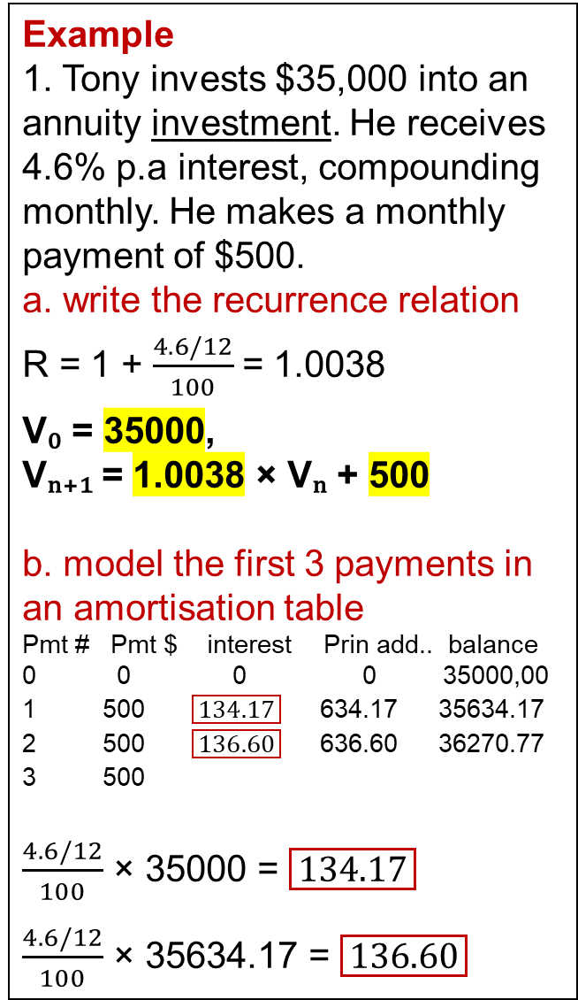 Example
1. Tony invests $35,000 into an
annuity investment. He receives
4.6% p.a interest, compounding
monthly. He makes a monthly
payment of $500.
a. write the recurrence relation
R = 1 + (4.6/12)/100 = 1.0038
V₀ = 35000,
Vₙ₊₁ = 1.0038 × Vₙ + 500
b. model the first 3 payments in
an amortisation table
Pmt # Pmt $ interest Prin add.. balance
0 0 0 0 35000,00
1 500 134.17 634.17 35634.17
2 500 136.60 636.60 36270.77
3 500
(4.6/12)/100 × 35000 = 134.17
(4.6/12)/100 × 35634.17 = 136.60